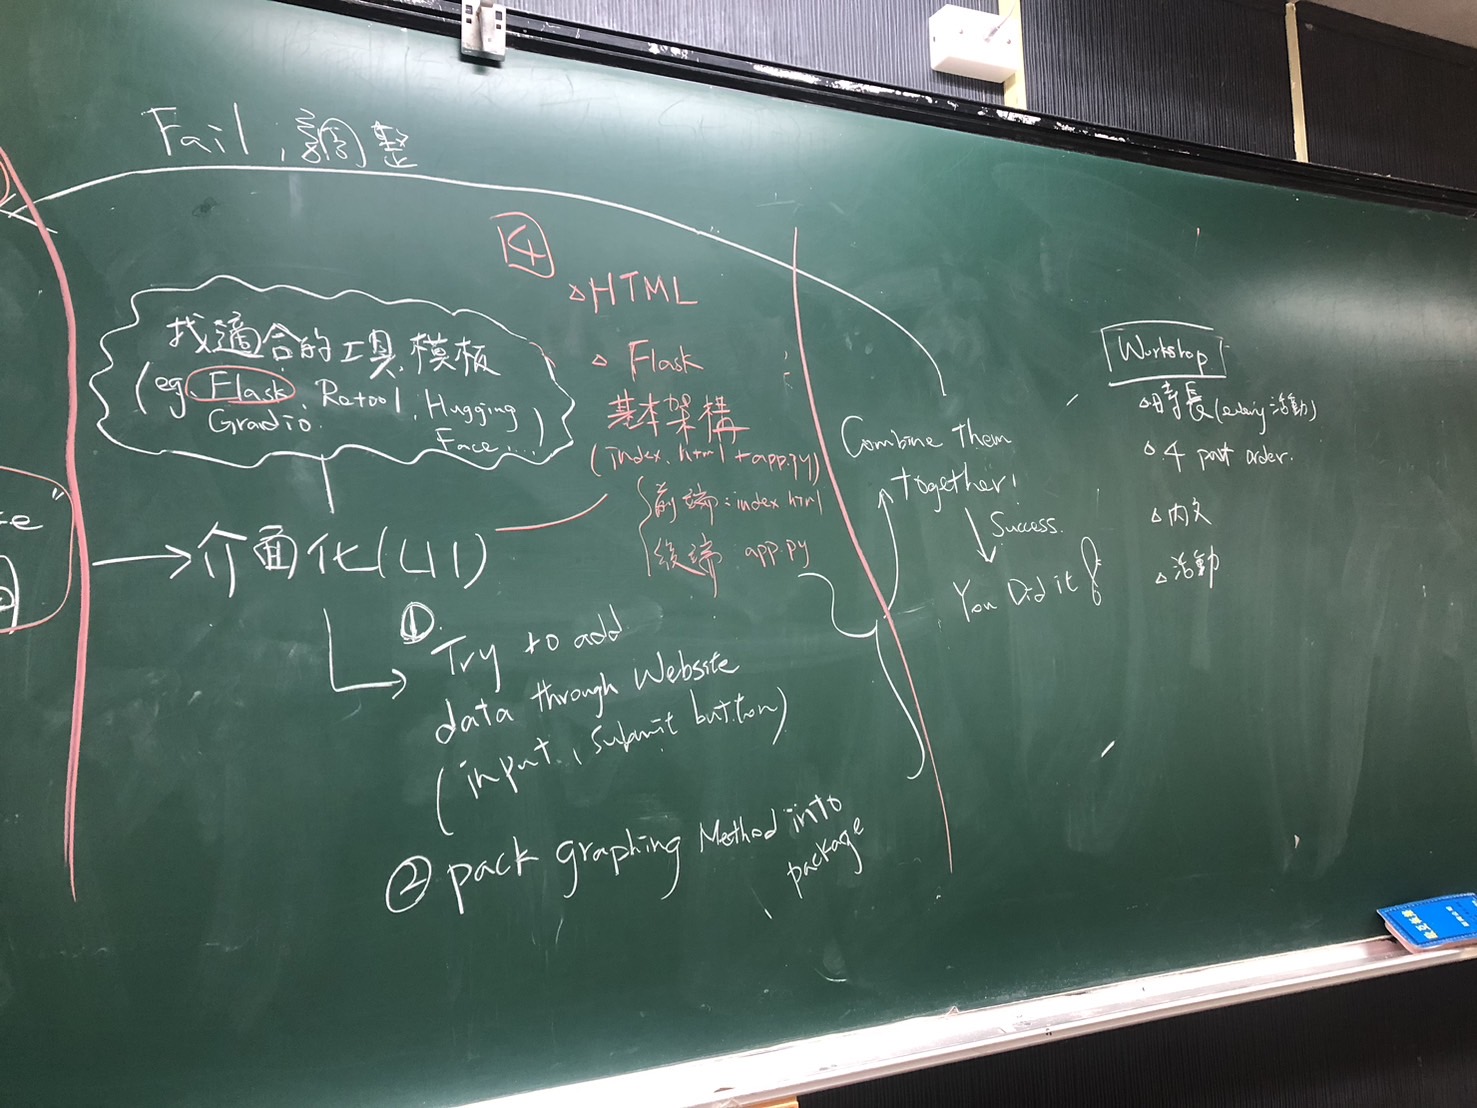 Fail, 調整
4
△HTML
△ Flask
基本架構
(index.html + app.py)
前端: index html
後端: app.py
找適合的工具, 模板
(eg. Flask, Retool, Hugging
Gradio
Face...)
介面化(UI)
① Try to add
data through Website
(input, submit button)
② pack graphing Method into
package
Combine them
together!
Success.
You Did it
Workshop
△時長(every 活動)
△ 4 part order.
△ 內文
△ 活動